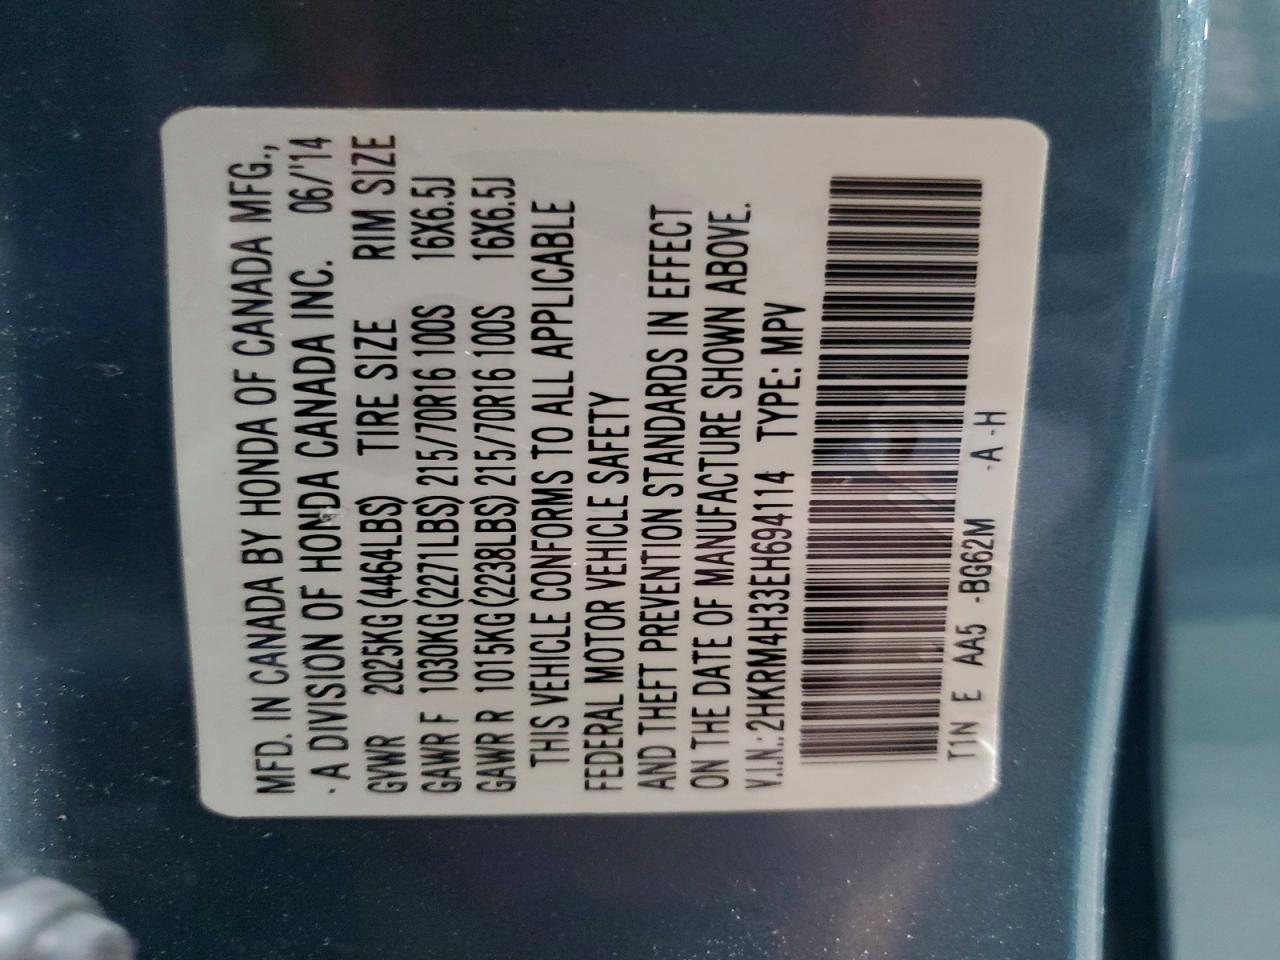 MFD. IN CANADA BY HONDA OF CANADA MFG.,
A DIVISION OF HONDA CANADA INC. 06/'14
GVWR 2025KG(4464LBS) TIRE SIZE RIM SIZE
GAWR F 1030KG(2271LBS) 215/70R16 100S 16X6.5J
GAWR R 1015KG(2238LBS) 215/70R16 100S 16X6.5J
THIS VEHICLE CONFORMS TO ALL APPLICABLE
FEDERAL MOTOR VEHICLE SAFETY
AND THEFT PREVENTION STANDARDS IN EFFECT
ON THE DATE OF MANUFACTURE SHOWN ABOVE.
V.I.N.: 2HKRM4H33EH694114 TYPE: MPV
T1N E AA5 -BG62M -A -H